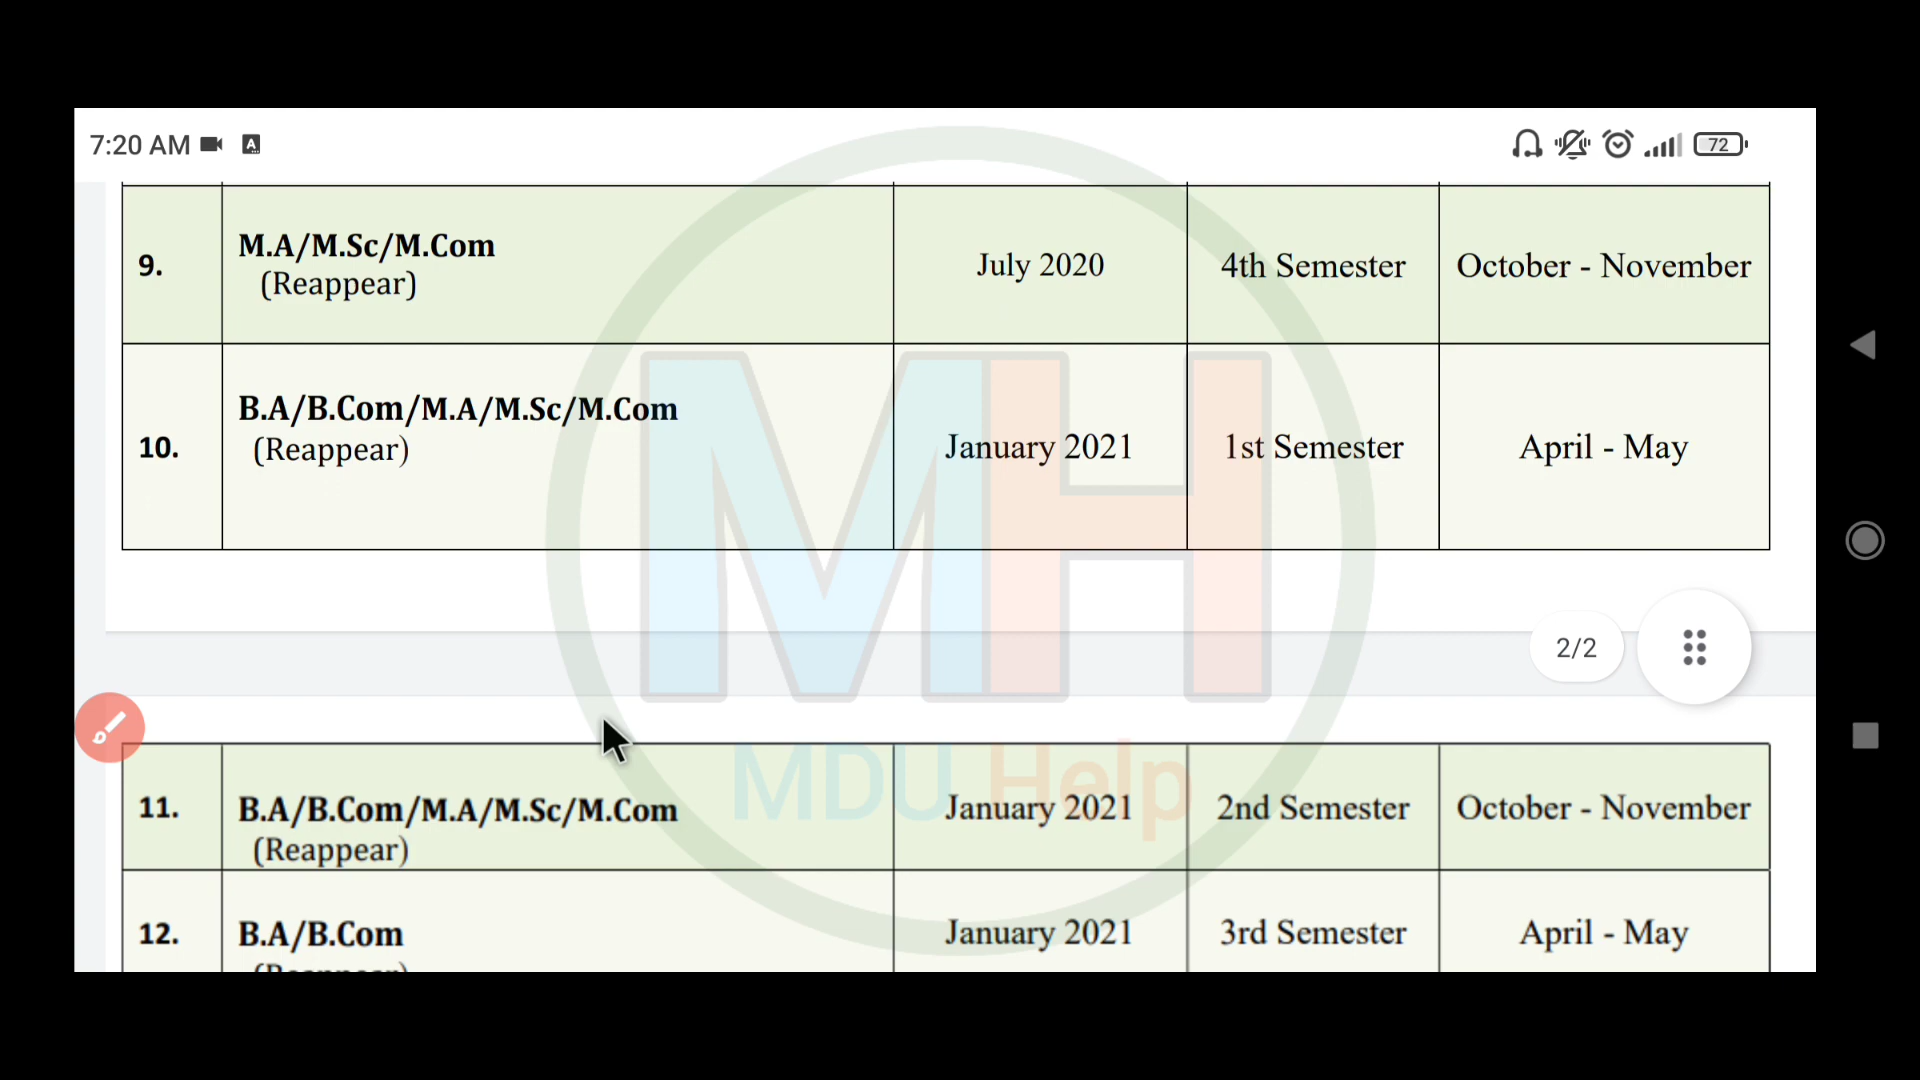 7:20 AM
A
72
9.
M.A/M.Sc/M.Com
(Reappear)
July 2020
4th Semester
October - November
10.
B.A/B.Com/M.A/M.Sc/M.Com
(Reappear)
January 2021
1st Semester
April - May
MH
2/2
MDU Help
11.
B.A/B.Com/M.A/M.Sc/M.Com
(Reappear)
January 2021
2nd Semester
October - November
12.
B.A/B.Com
January 2021
3rd Semester
April - May